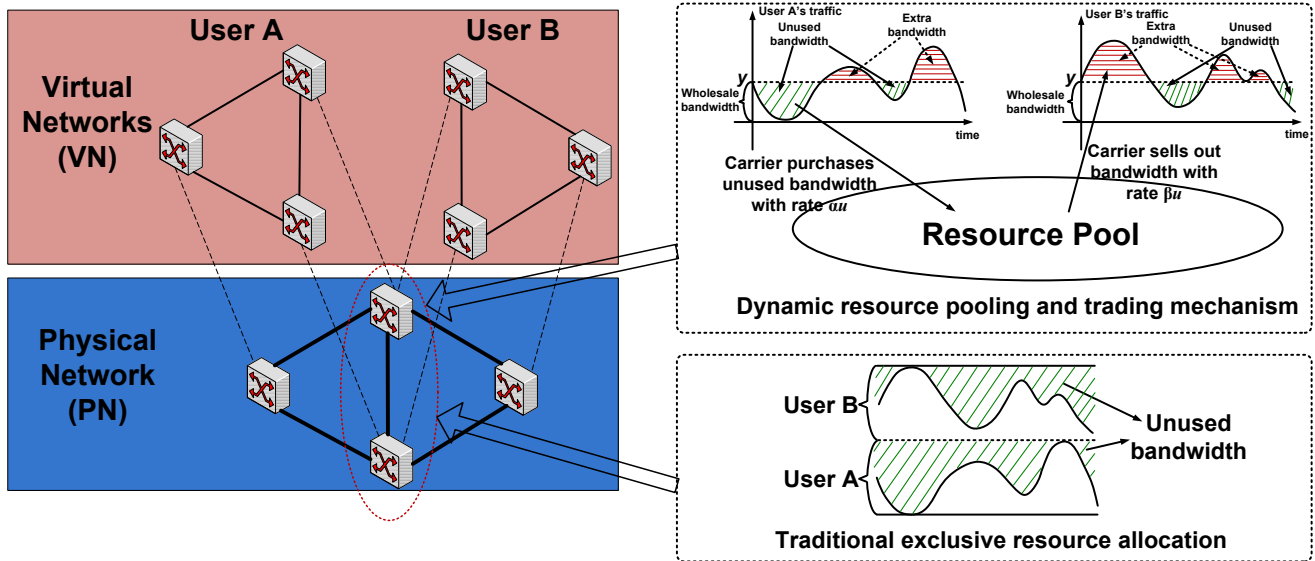 User A
User B
Virtual
Networks
(VN)
Physical
Network
(PN)
User A's traffic
Unused
bandwidth
Extra
bandwidth
y
Wholesale
bandwidth
time
User B's traffic
Extra
bandwidth
Unused
bandwidth
y
Wholesale
bandwidth
time
Carrier purchases
unused bandwidth
with rate αu
Carrier sells out
bandwidth with
rate βu
Resource Pool
Dynamic resource pooling and trading mechanism
User B
User A
Unused
bandwidth
Traditional exclusive resource allocation